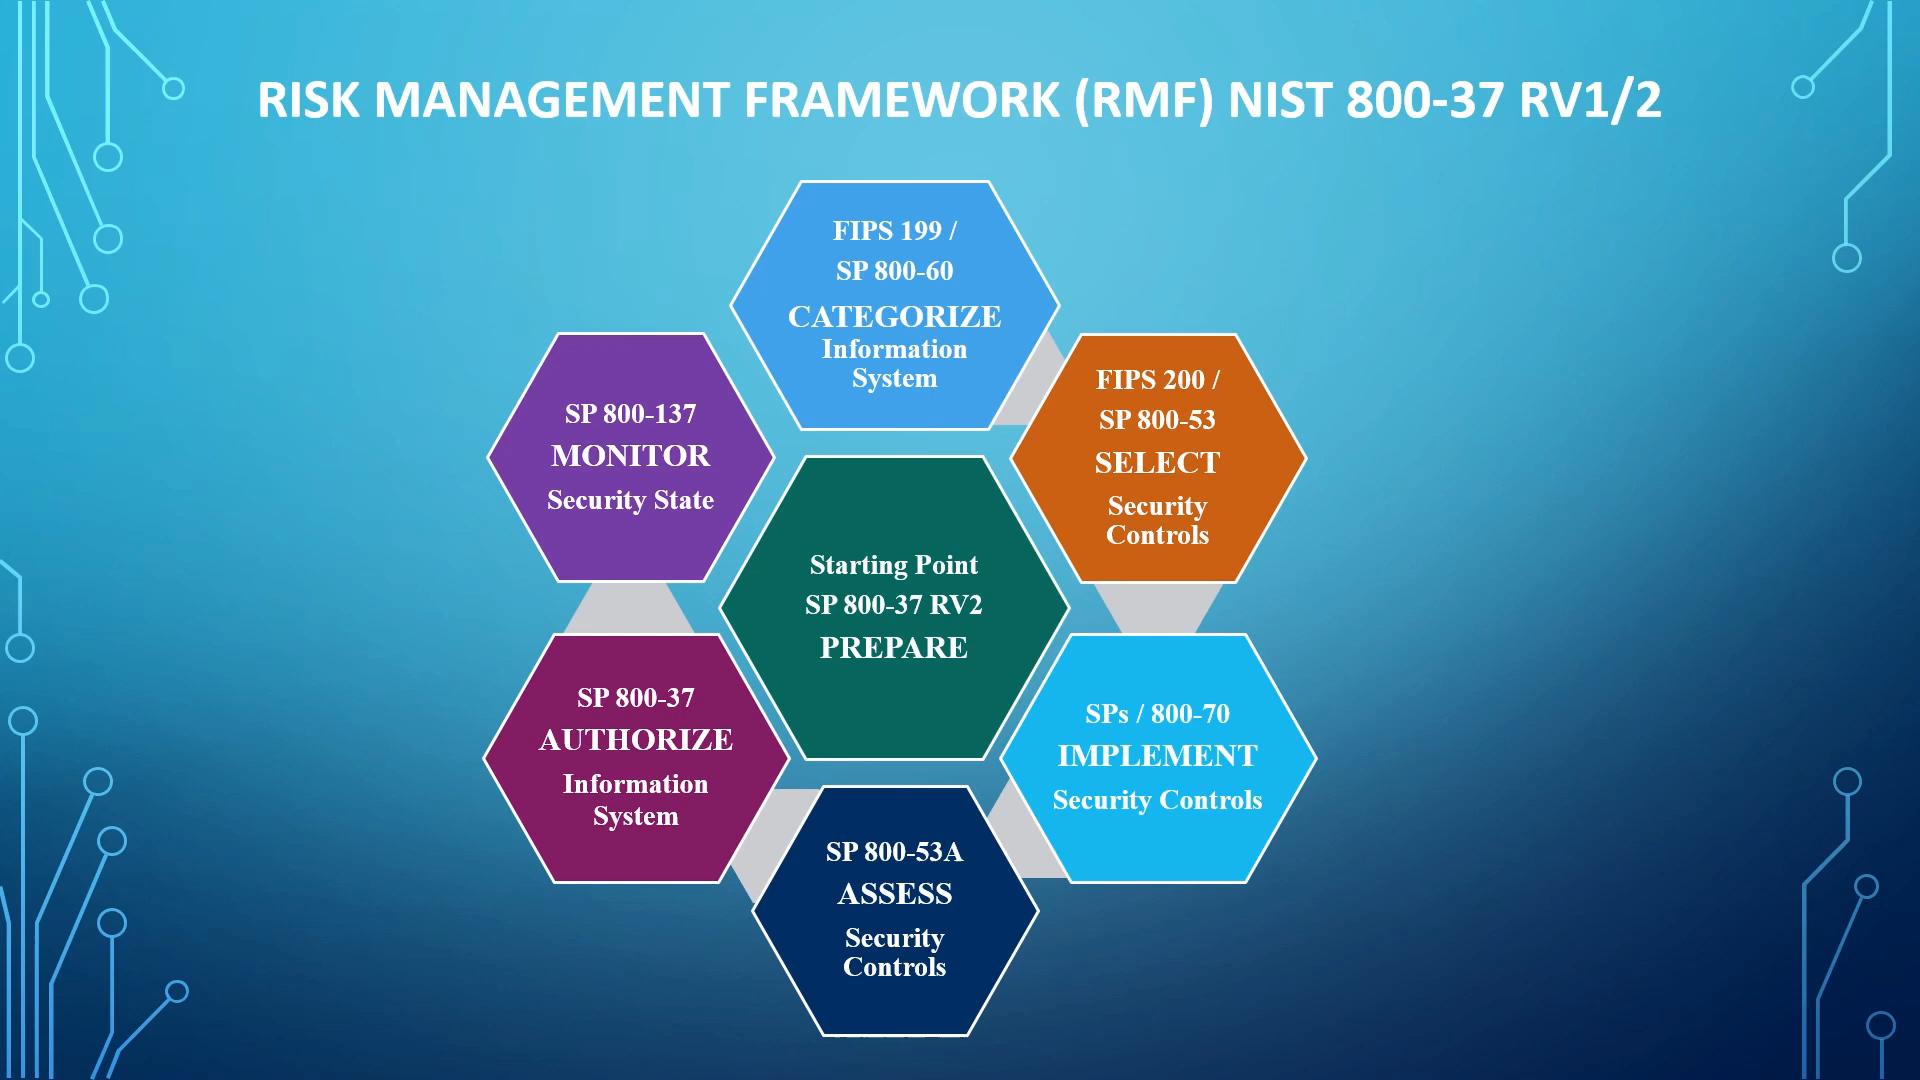 RISK MANAGEMENT FRAMEWORK (RMF) NIST 800-37 RV1/2
FIPS 199 /
SP 800-60
CATEGORIZE
Information
System
FIPS 200 /
SP 800-53
SELECT
Security
Controls
SPs / 800-70
IMPLEMENT
Security Controls
SP 800-53A
ASSESS
Security
Controls
SP 800-37
AUTHORIZE
Information
System
SP 800-137
MONITOR
Security State
Starting Point
SP 800-37 RV2
PREPARE